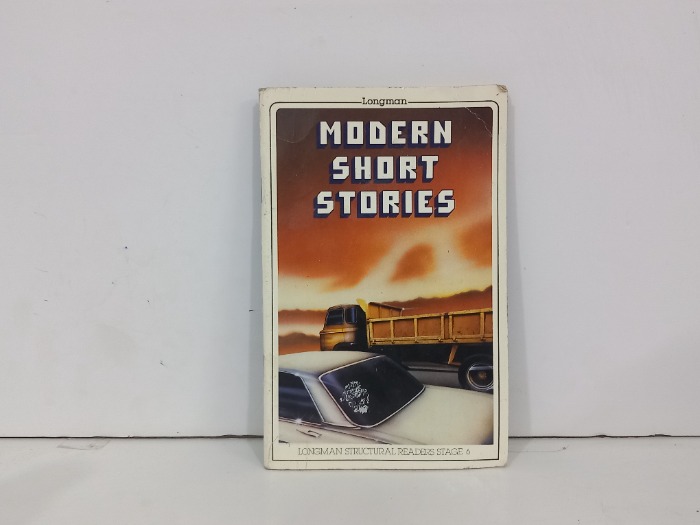 Longman
MODERN
SHORT
STORIES
LONGMAN STRUCTURAL READERS STAGE 6